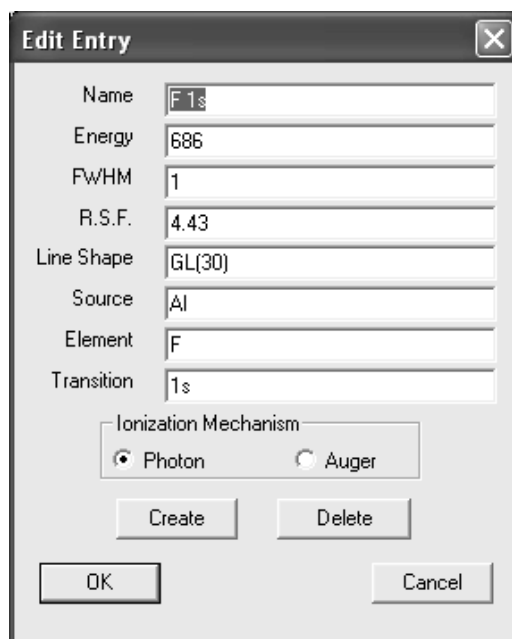 Edit Entry
Name F 1s
Energy 686
FWHM 1
R.S.F. 4.43
Line Shape GL(30)
Source Al
Element F
Transition 1s
Ionization Mechanism
Photon Auger
Create Delete
OK Cancel